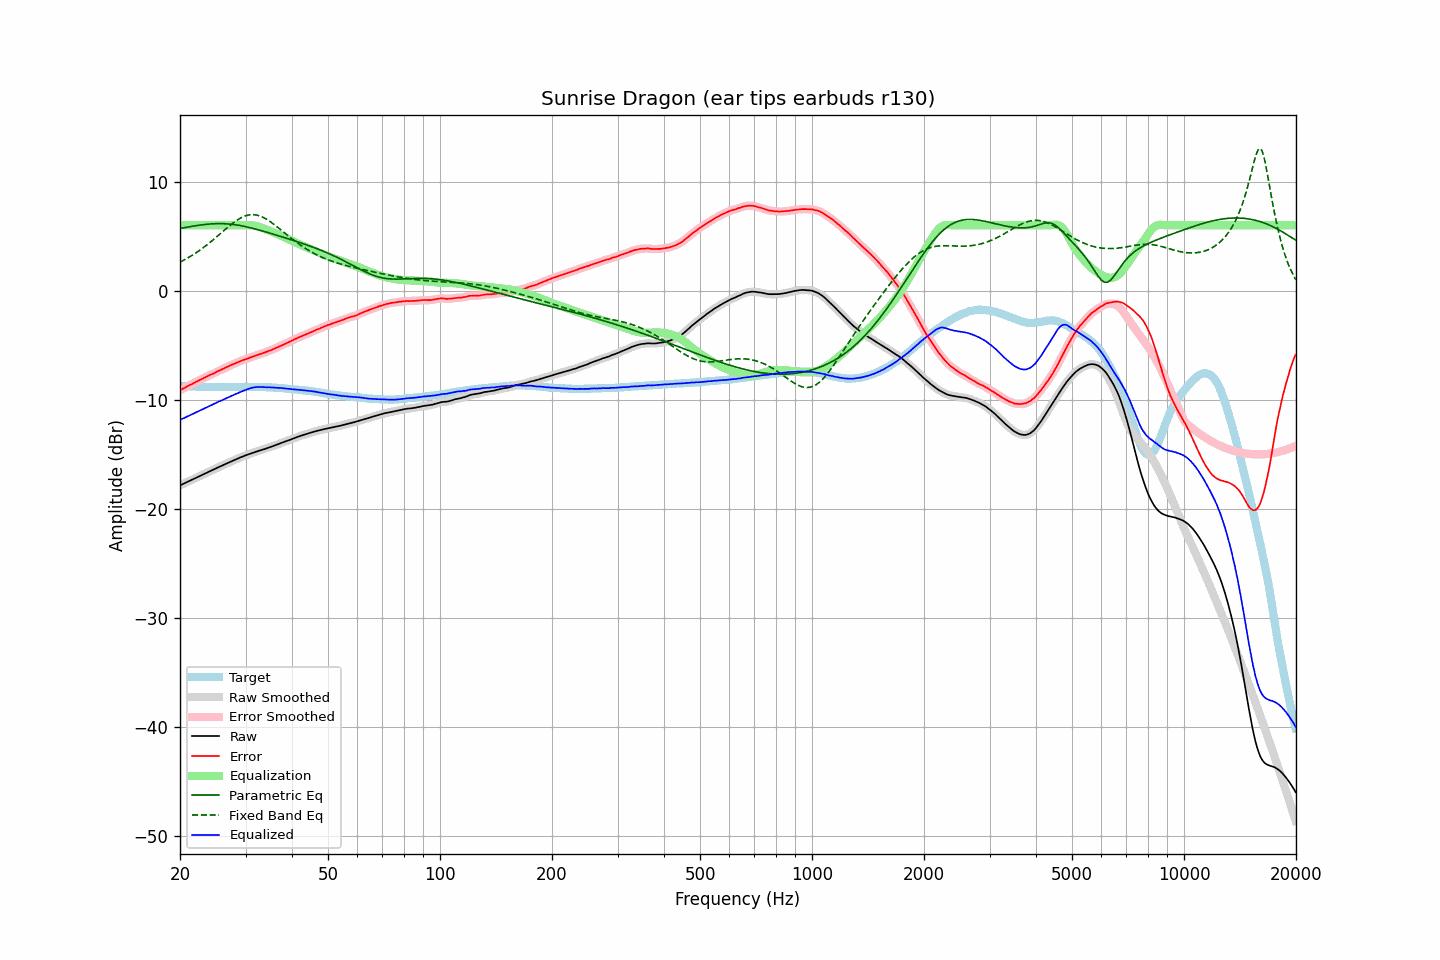 Sunrise Dragon (ear tips earbuds r130)
10
0
−10
−20
−30
−40
−50
Amplitude (dBr)
Target
Raw Smoothed
Error Smoothed
Raw
Error
Equalization
Parametric Eq
Fixed Band Eq
Equalized
20 50 100 200 500 1000 2000 5000 10000 20000
Frequency (Hz)